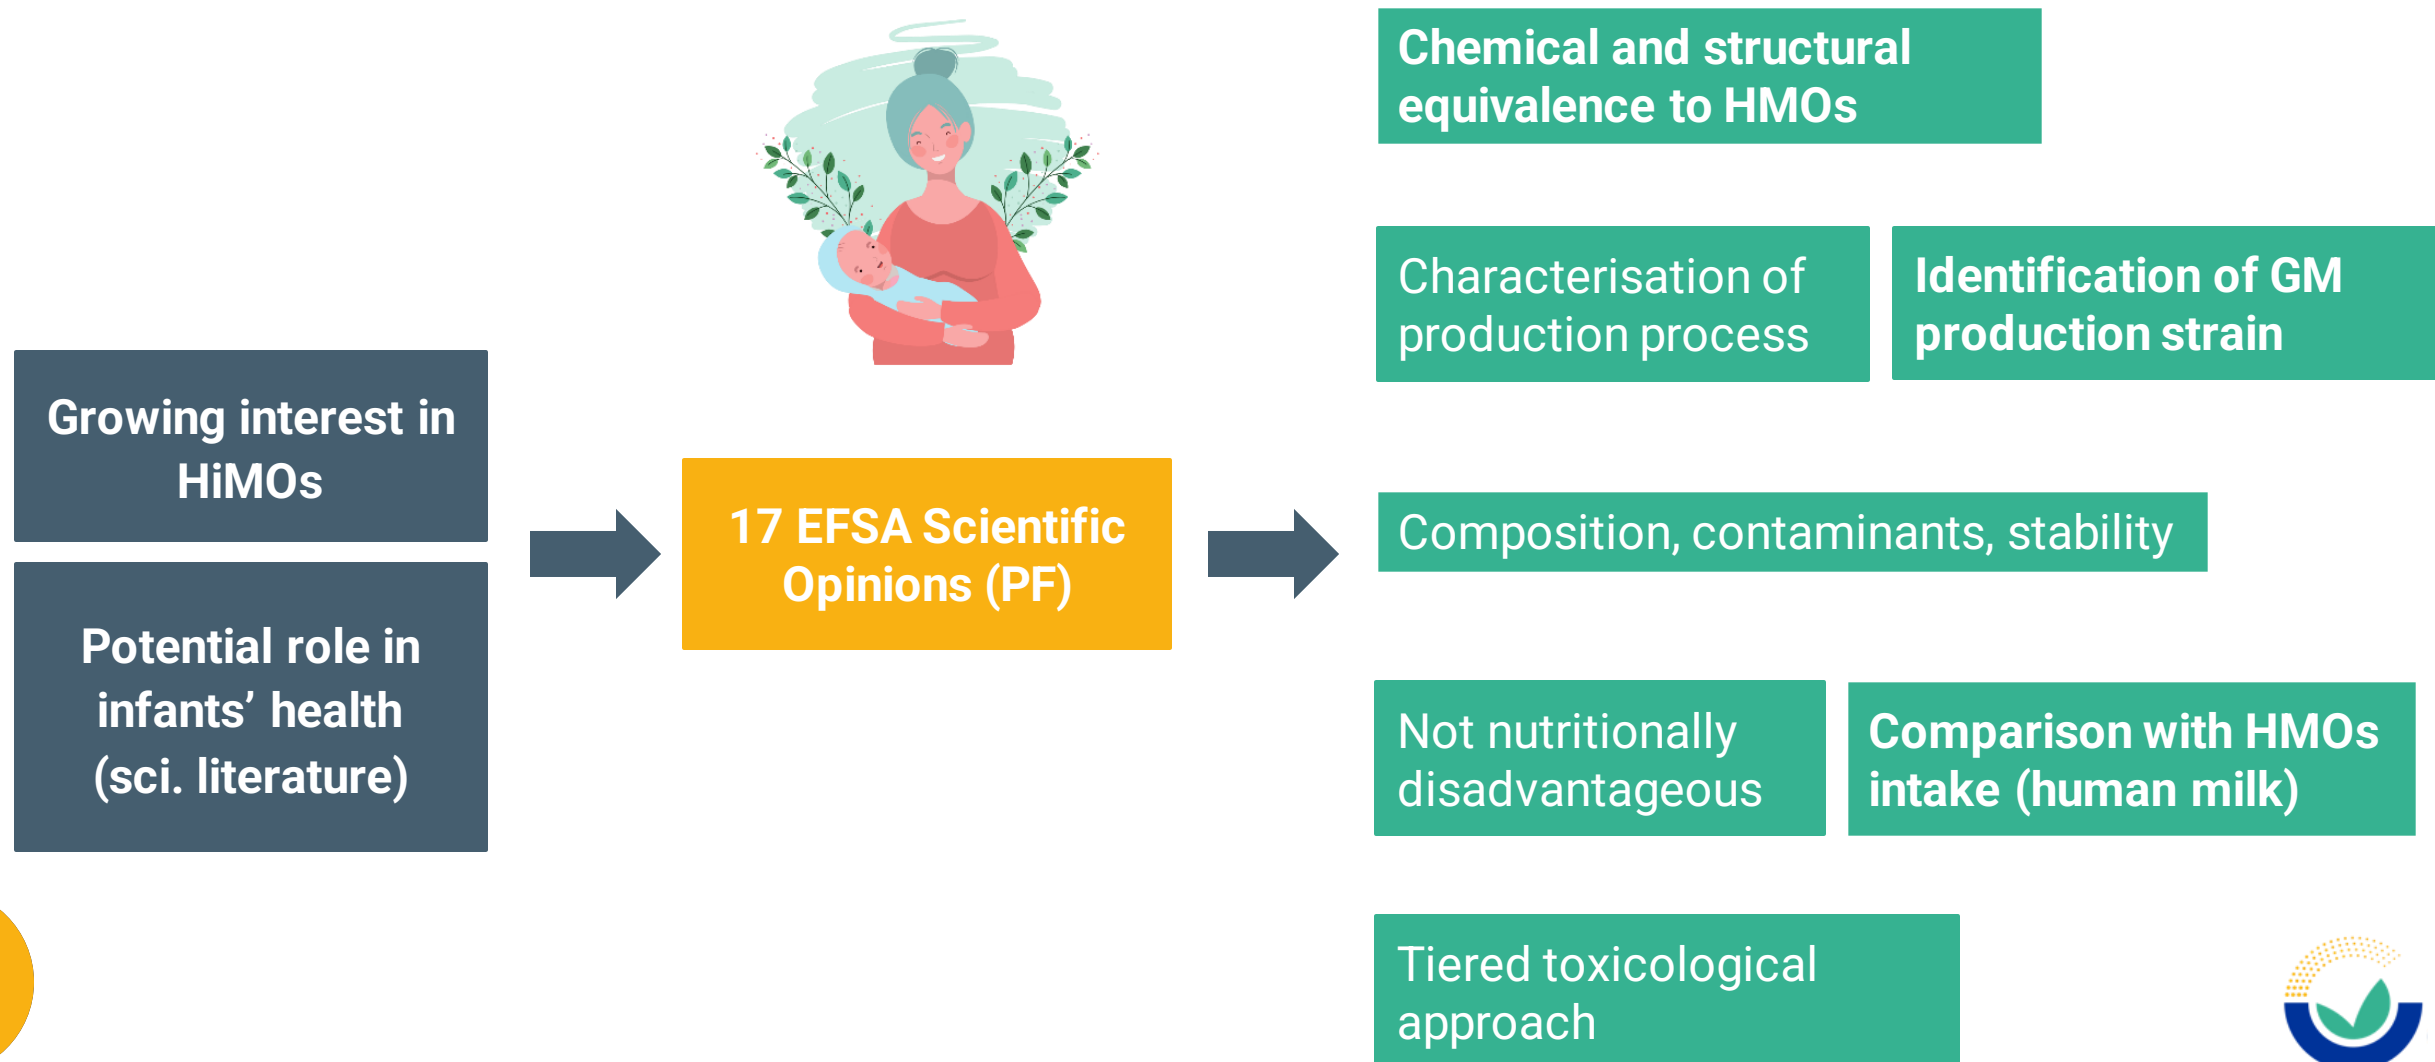 Growing interest in
HiMOs
Potential role in
infants’ health
(sci. literature)
17 EFSA Scientific
Opinions (PF)
Chemical and structural
equivalence to HMOs
Characterisation of
production process
Identification of GM
production strain
Composition, contaminants, stability
Not nutritionally
disadvantageous
Comparison with HMOs
intake (human milk)
Tiered toxicological
approach